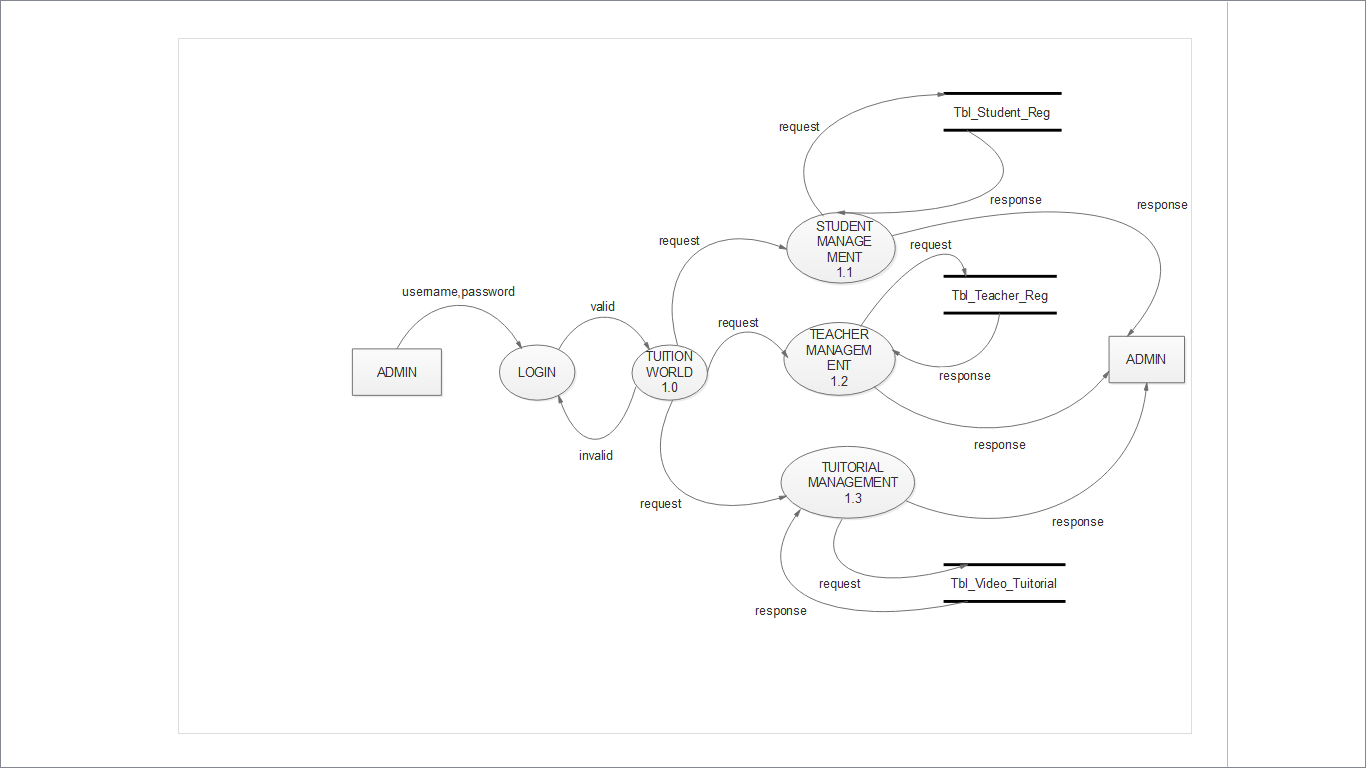 Tbl_Student_Reg
request
response
response
STUDENT
MANAGE
MENT
1.1
request
request
Tbl_Teacher_Reg
username,password
valid
request
TEACHER
MANAGEM
ENT
1.2
ADMIN
LOGIN
TUITION
WORLD
1.0
ADMIN
response
response
invalid
TUITORIAL
MANAGEMENT
1.3
request
response
request
Tbl_Video_Tuitorial
response